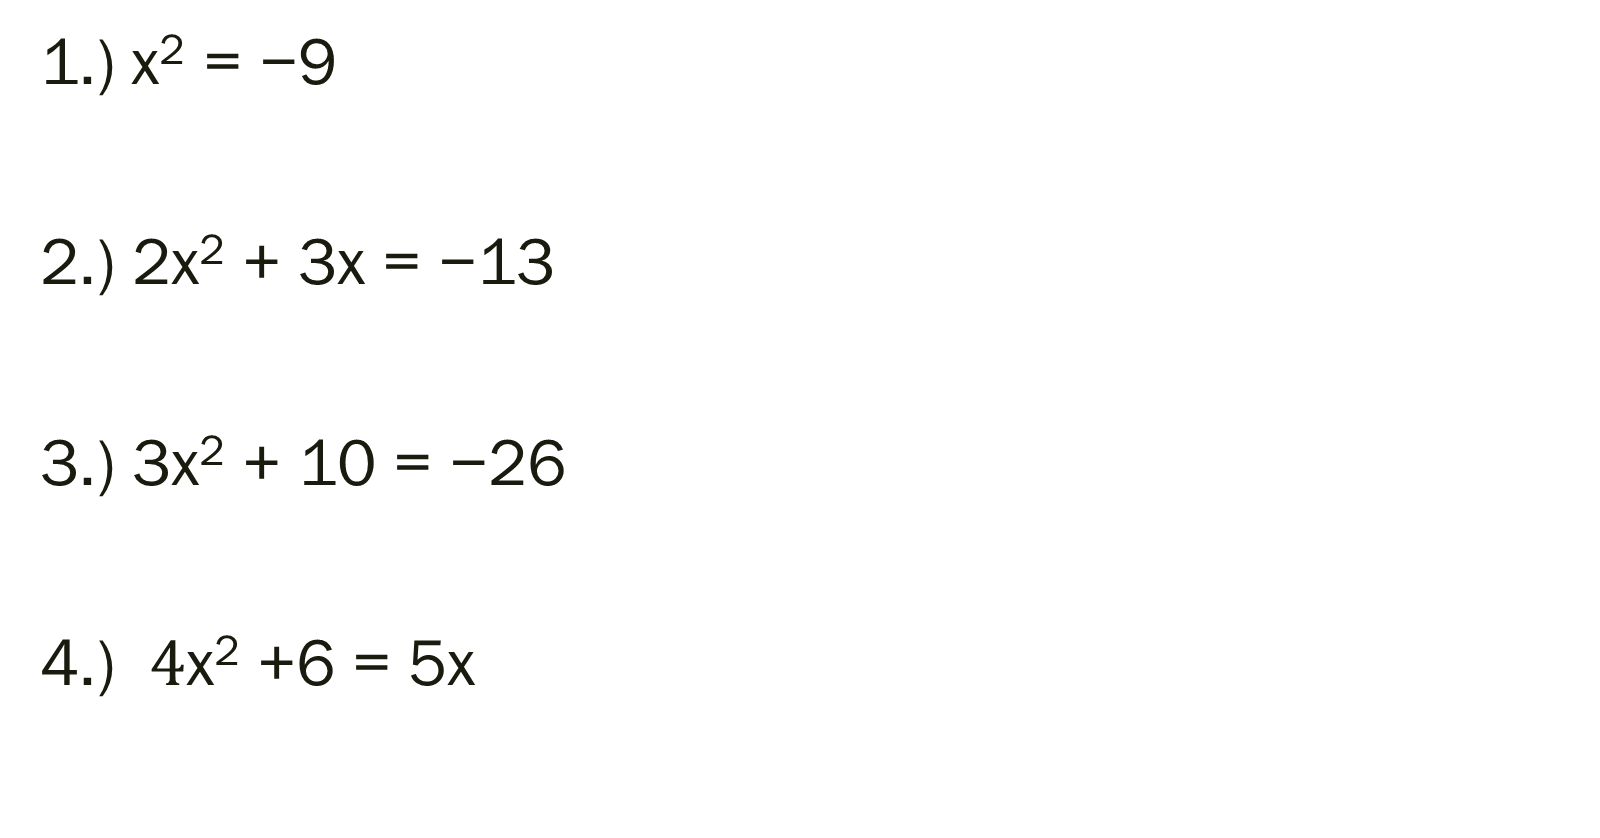 1.) x² = −9
2.) 2x² + 3x = −13
3.) 3x² + 10 = −26
4.) 4x² +6 = 5x